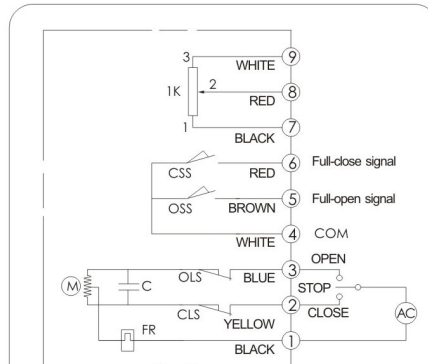 3 WHITE 9
1K 2 RED 8
1 BLACK 7
CSS RED 6 Full-close signal
OSS BROWN 5 Full-open signal
WHITE 4 COM
M C OLS BLUE 3 OPEN
STOP AC
CLS YELLOW 2 CLOSE
FR BLACK 1